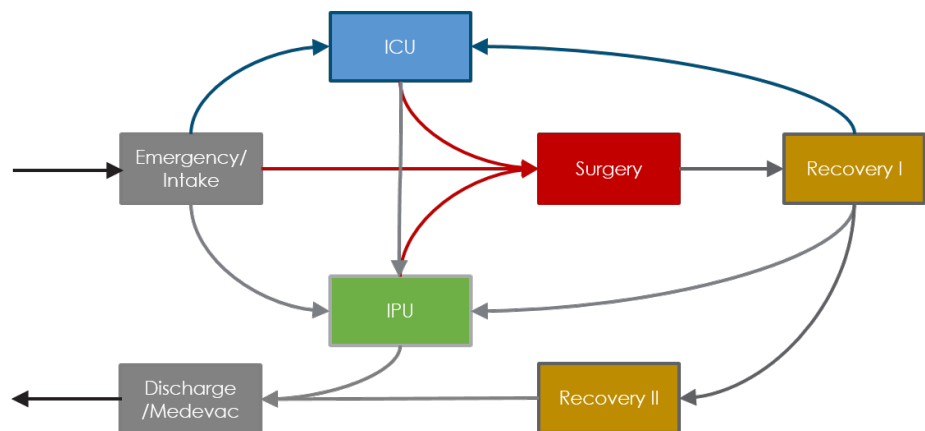 ICU
Emergency/
Intake
Surgery
Recovery I
IPU
Discharge
/Medevac
Recovery II